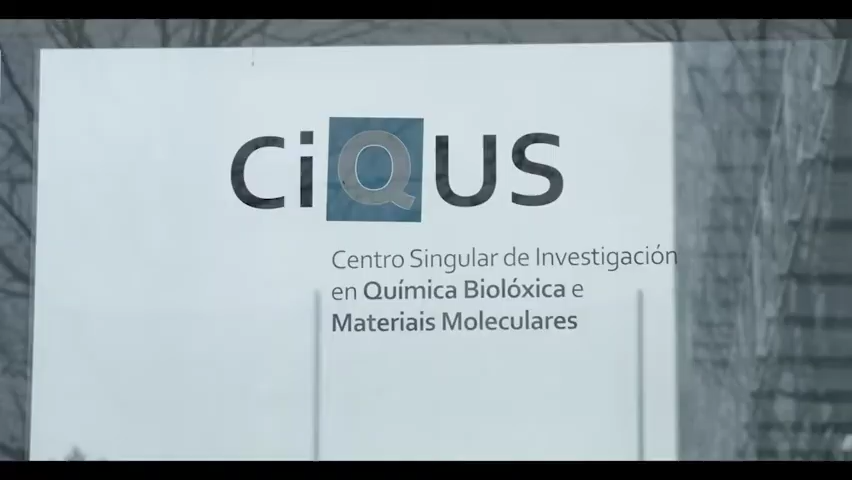 CiQUS
Centro Singular de Investigación
en Química Biolóxica e
Materiais Moleculares